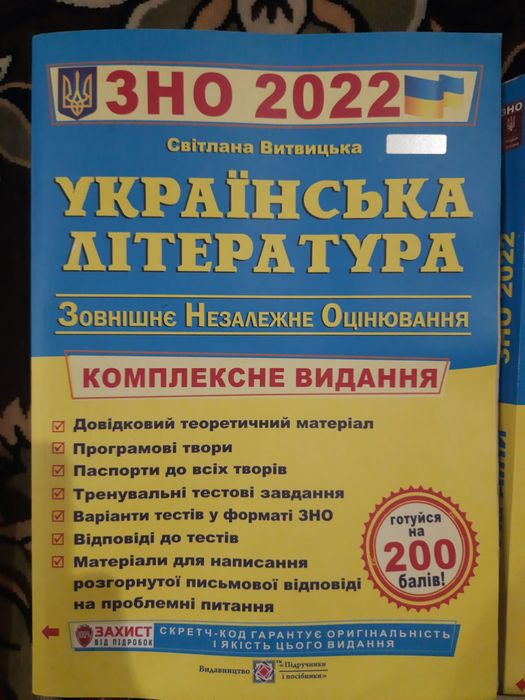 ЗНО 2022
Світлана Витвицька
УКРАЇНСЬКА
ЛІТЕРАТУРА
Зовнішнє Незалежне Оцінювання
КОМПЛЕКСНЕ ВИДАННЯ
Довідковий теоретичний матеріал
Програмові твори
Паспорти до всіх творів
Тренувальні тестові завдання
Варіанти тестів у форматі ЗНО
Відповіді до тестів
Матеріали для написання
розгорнутої письмової відповіді
на проблемні питання
готуйся
на
200
балів!
100%
ЗАХИСТ
ВІД ПІДРОБОК
СКРЕТЧ-КОД ГАРАНТУЄ ОРИГІНАЛЬНІСТЬ
І ЯКІСТЬ ЦЬОГО ВИДАННЯ
Видавництво
™ «Підручники
і посібники»
ЗНО
ЗНО 2022